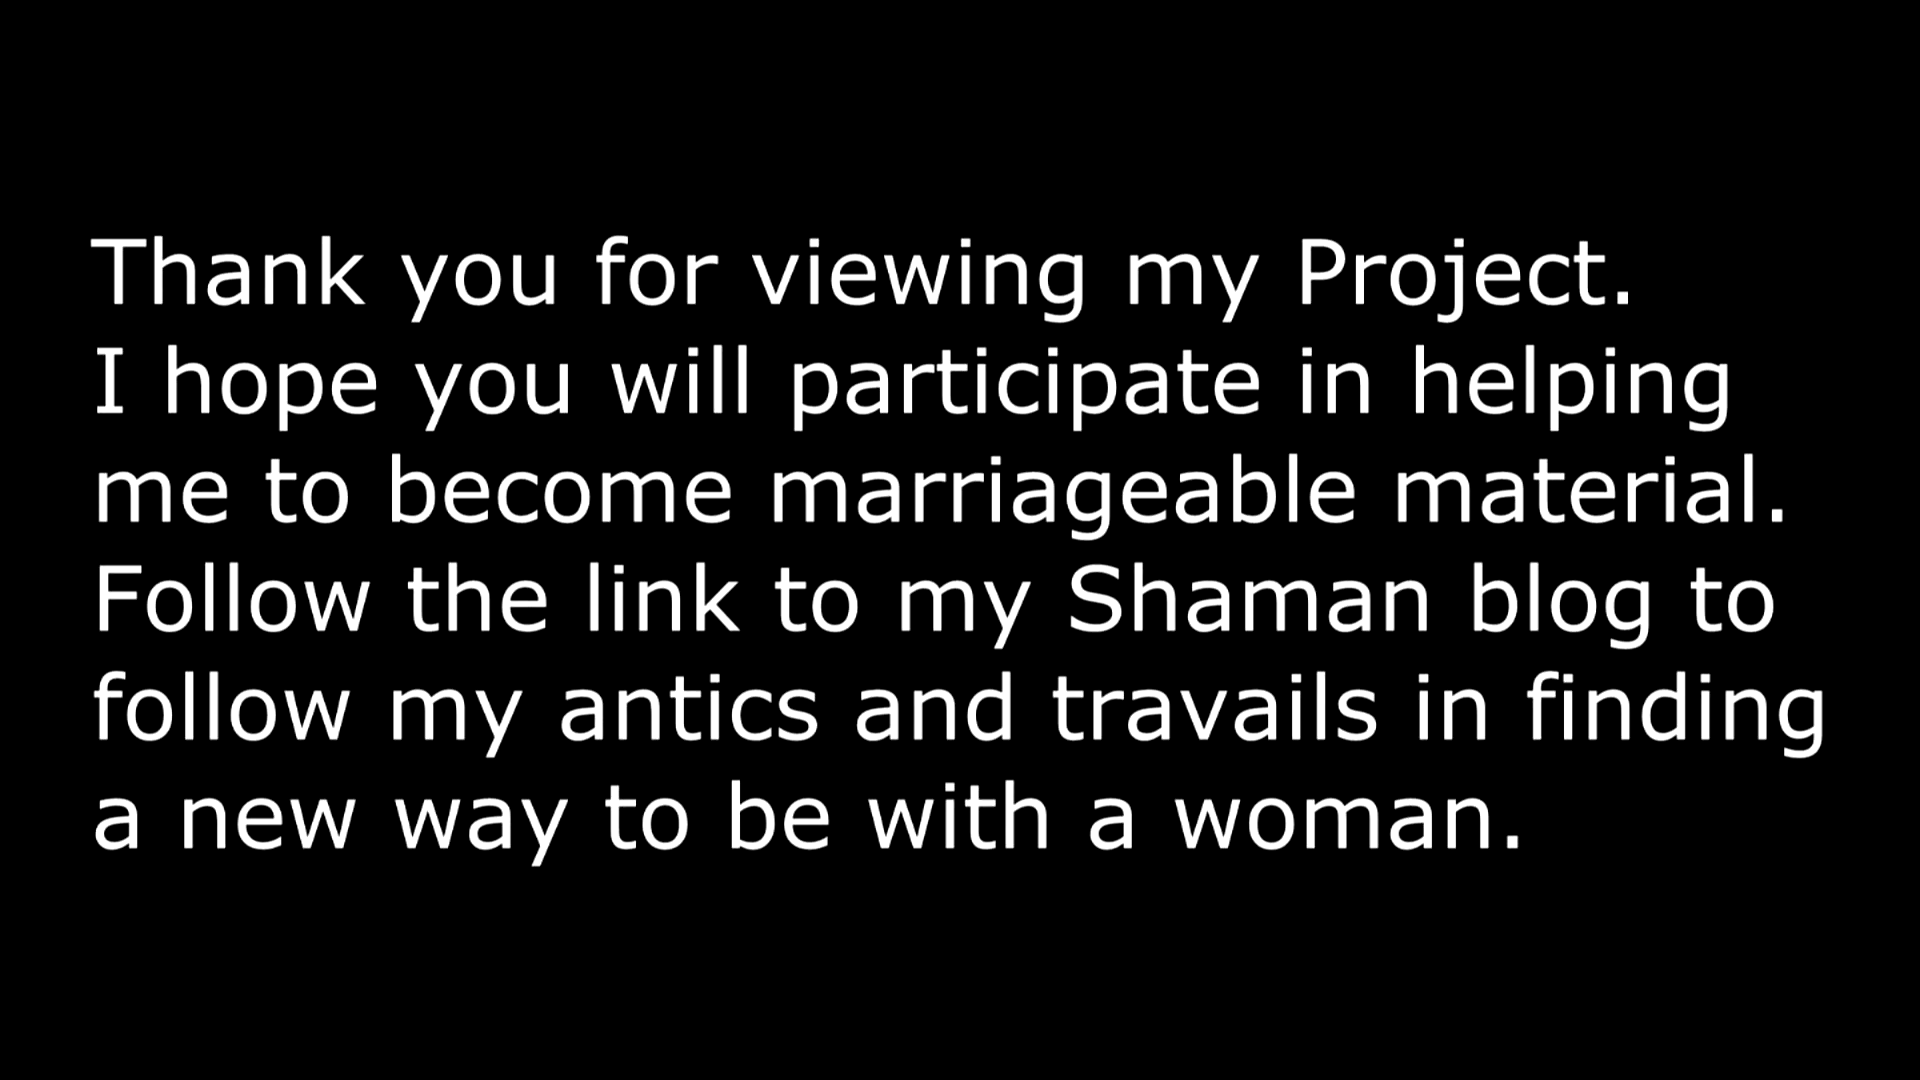 Thank you for viewing my Project.
I hope you will participate in helping
me to become marriageable material.
Follow the link to my Shaman blog to
follow my antics and travails in finding
a new way to be with a woman.